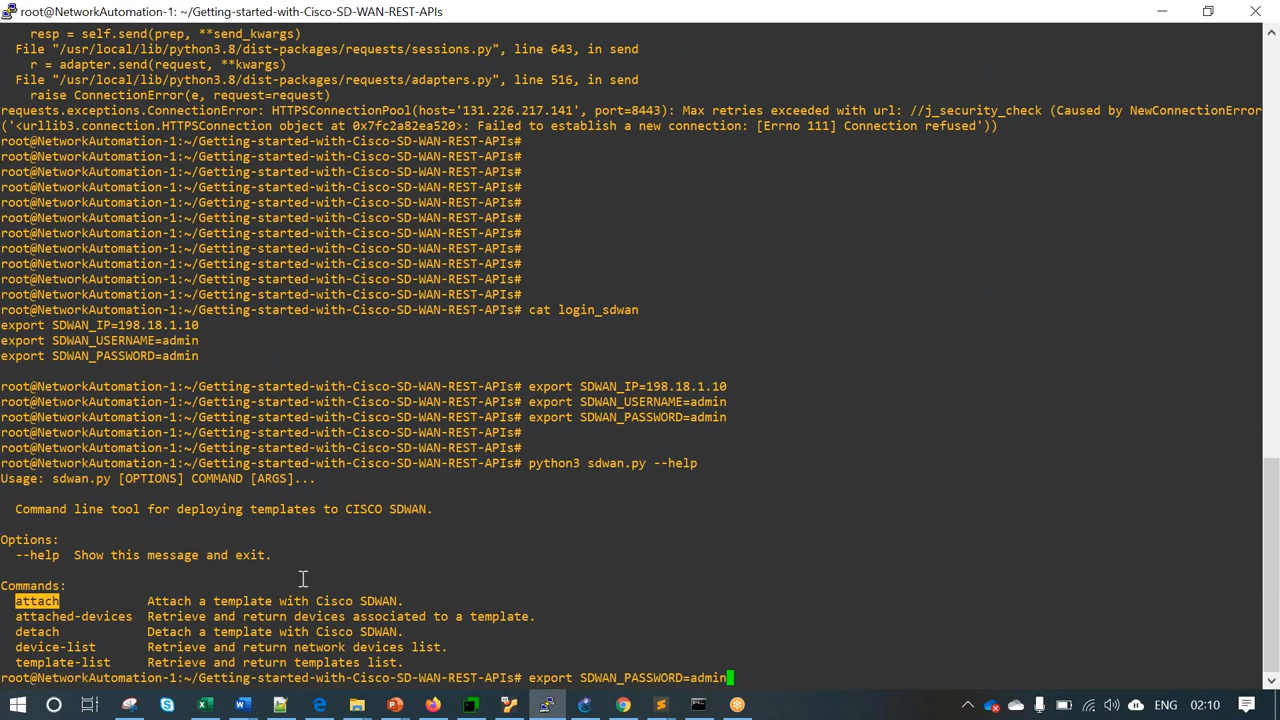 root@NetworkAutomation-1: ~/Getting-started-with-Cisco-SD-WAN-REST-APIs
    resp = self.send(prep, **send_kwargs)
  File "/usr/local/lib/python3.8/dist-packages/requests/sessions.py", line 643, in send
    r = adapter.send(request, **kwargs)
  File "/usr/local/lib/python3.8/dist-packages/requests/adapters.py", line 516, in send
    raise ConnectionError(e, request=request)
requests.exceptions.ConnectionError: HTTPSConnectionPool(host='131.226.217.141', port=8443): Max retries exceeded with url: //j_security_check (Caused by NewConnectionError
('<urllib3.connection.HTTPSConnection object at 0x7fc2a82ea520>: Failed to establish a new connection: [Errno 111] Connection refused'))
root@NetworkAutomation-1:~/Getting-started-with-Cisco-SD-WAN-REST-APIs#
root@NetworkAutomation-1:~/Getting-started-with-Cisco-SD-WAN-REST-APIs#
root@NetworkAutomation-1:~/Getting-started-with-Cisco-SD-WAN-REST-APIs#
root@NetworkAutomation-1:~/Getting-started-with-Cisco-SD-WAN-REST-APIs#
root@NetworkAutomation-1:~/Getting-started-with-Cisco-SD-WAN-REST-APIs#
root@NetworkAutomation-1:~/Getting-started-with-Cisco-SD-WAN-REST-APIs#
root@NetworkAutomation-1:~/Getting-started-with-Cisco-SD-WAN-REST-APIs#
root@NetworkAutomation-1:~/Getting-started-with-Cisco-SD-WAN-REST-APIs#
root@NetworkAutomation-1:~/Getting-started-with-Cisco-SD-WAN-REST-APIs#
root@NetworkAutomation-1:~/Getting-started-with-Cisco-SD-WAN-REST-APIs#
root@NetworkAutomation-1:~/Getting-started-with-Cisco-SD-WAN-REST-APIs#
root@NetworkAutomation-1:~/Getting-started-with-Cisco-SD-WAN-REST-APIs# cat login_sdwan
export SDWAN_IP=198.18.1.10
export SDWAN_USERNAME=admin
export SDWAN_PASSWORD=admin
root@NetworkAutomation-1:~/Getting-started-with-Cisco-SD-WAN-REST-APIs# export SDWAN_IP=198.18.1.10
root@NetworkAutomation-1:~/Getting-started-with-Cisco-SD-WAN-REST-APIs# export SDWAN_USERNAME=admin
root@NetworkAutomation-1:~/Getting-started-with-Cisco-SD-WAN-REST-APIs# export SDWAN_PASSWORD=admin
root@NetworkAutomation-1:~/Getting-started-with-Cisco-SD-WAN-REST-APIs#
root@NetworkAutomation-1:~/Getting-started-with-Cisco-SD-WAN-REST-APIs#
root@NetworkAutomation-1:~/Getting-started-with-Cisco-SD-WAN-REST-APIs# python3 sdwan.py --help
Usage: sdwan.py [OPTIONS] COMMAND [ARGS]...
  Command line tool for deploying templates to CISCO SDWAN.
Options:
  --help  Show this message and exit.
Commands:
  attach            Attach a template with Cisco SDWAN.
  attached-devices  Retrieve and return devices associated to a template.
  detach            Detach a template with Cisco SDWAN.
  device-list       Retrieve and return network devices list.
  template-list     Retrieve and return templates list.
root@NetworkAutomation-1:~/Getting-started-with-Cisco-SD-WAN-REST-APIs# export SDWAN_PASSWORD=admin
ENG 02:10